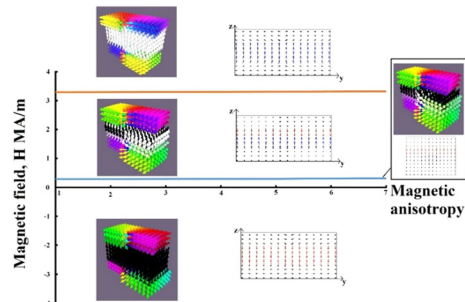 z
y
4
3
2
1
0
1 2 3 4 5 6 7
-1
-2
-3
-4
Magnetic field, H MA/m
z
y
z
y
Magnetic
anisotropy